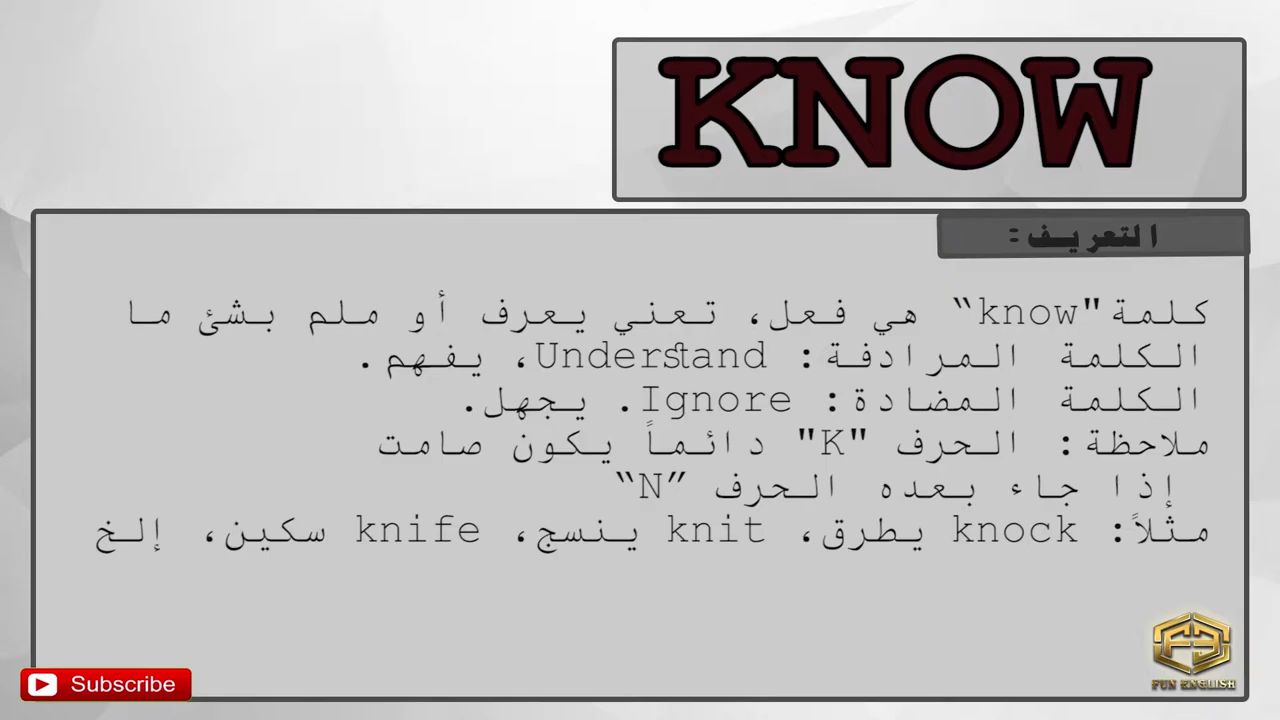 KNOW
التعريف:
كلمة "know" هي فعل، تعني يعرف أو ملم بشئ ما
الكلمة المرادفة: Understand، يفهم.
الكلمة المضادة: Ignore. يجهل.
ملاحظة: الحرف "K" دائماً يكون صامت
إذا جاء بعده الحرف "N"
مثلاً: knock يطرق، knit ينسج، knife سكين، إلخ
FUN ENGLISH
Subscribe